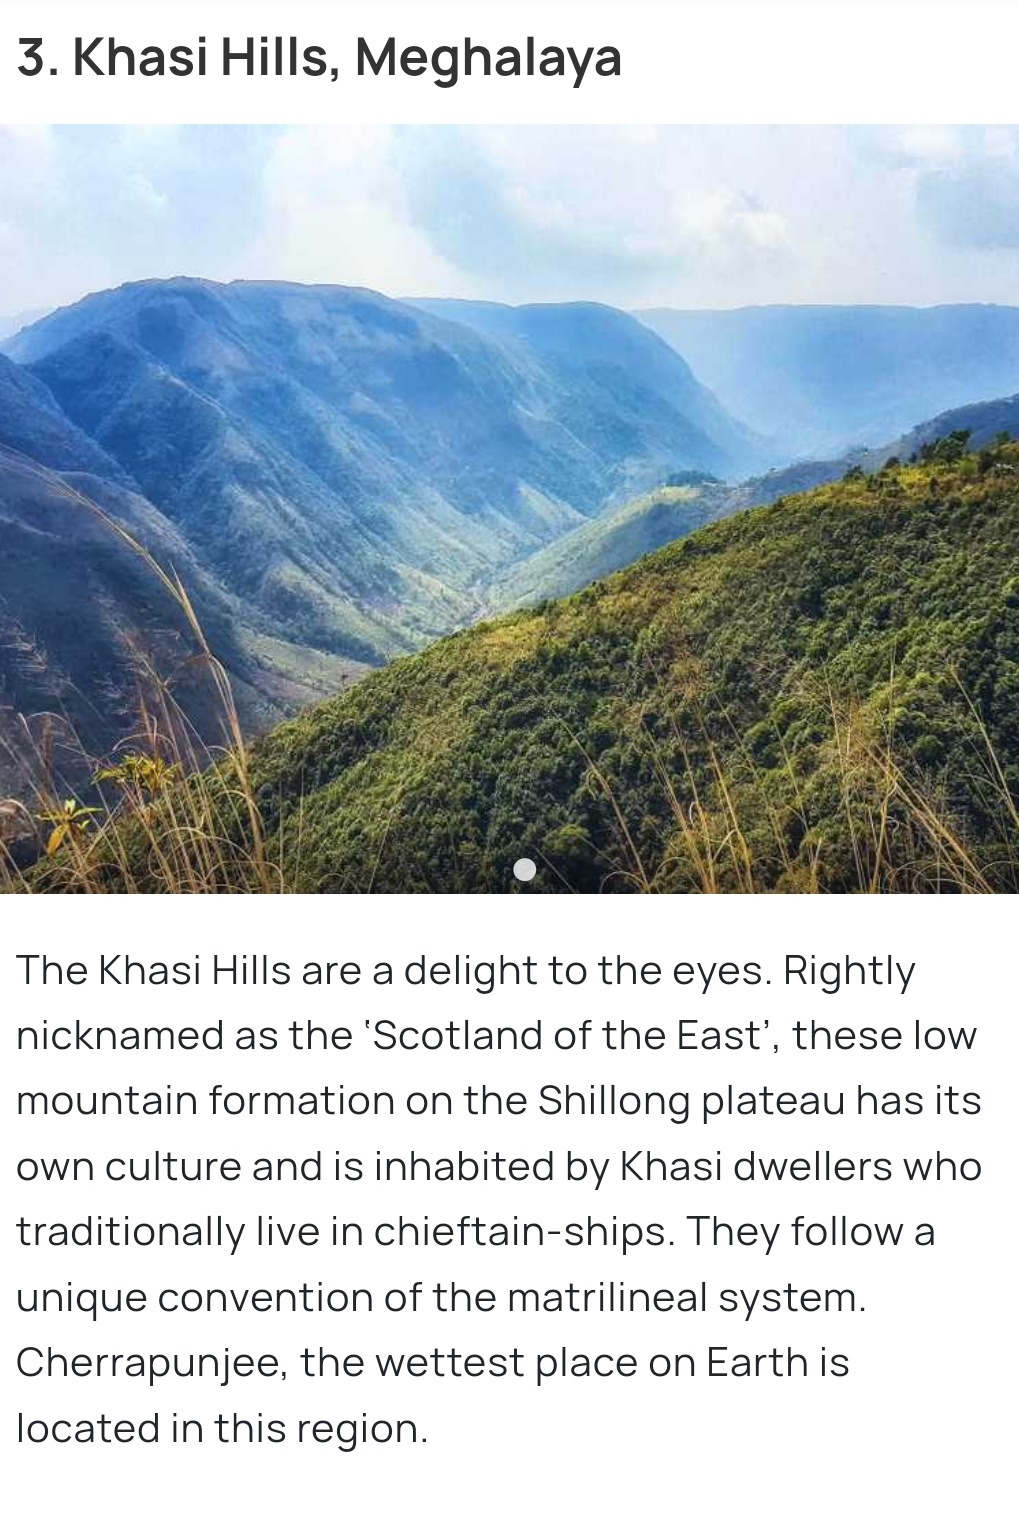 3. Khasi Hills, Meghalaya
The Khasi Hills are a delight to the eyes. Rightly
nicknamed as the ‘Scotland of the East’, these low
mountain formation on the Shillong plateau has its
own culture and is inhabited by Khasi dwellers who
traditionally live in chieftain-ships. They follow a
unique convention of the matrilineal system.
Cherrapunjee, the wettest place on Earth is
located in this region.